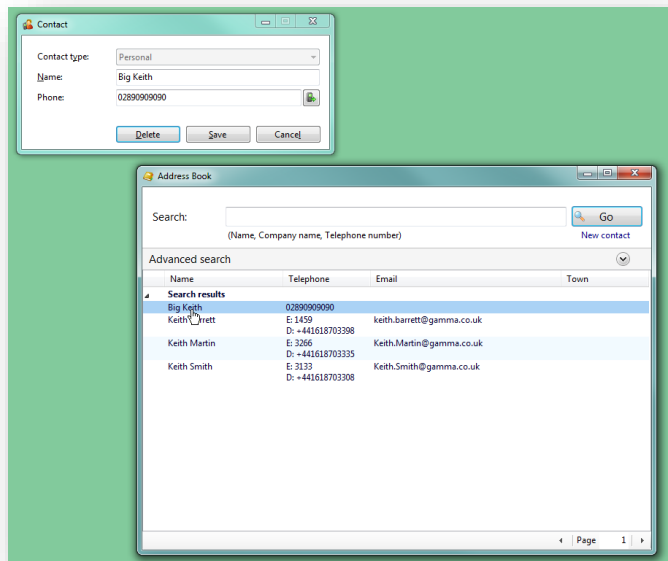 Contact
Contact type: Personal
Name: Big Keith
Phone: 02890909090
Delete Save Cancel
Address Book
Search: Go
(Name, Company name, Telephone number) New contact
Advanced search
Name Telephone Email Town
Search results
Big Keith 02890909090
Keith rrett E: 1459 keith.barrett@gamma.co.uk
D: +441618703398
Keith Martin E: 3266 Keith.Martin@gamma.co.uk
D: +441618703335
Keith Smith E: 3133 Keith.Smith@gamma.co.uk
D: +441618703308
Page 1